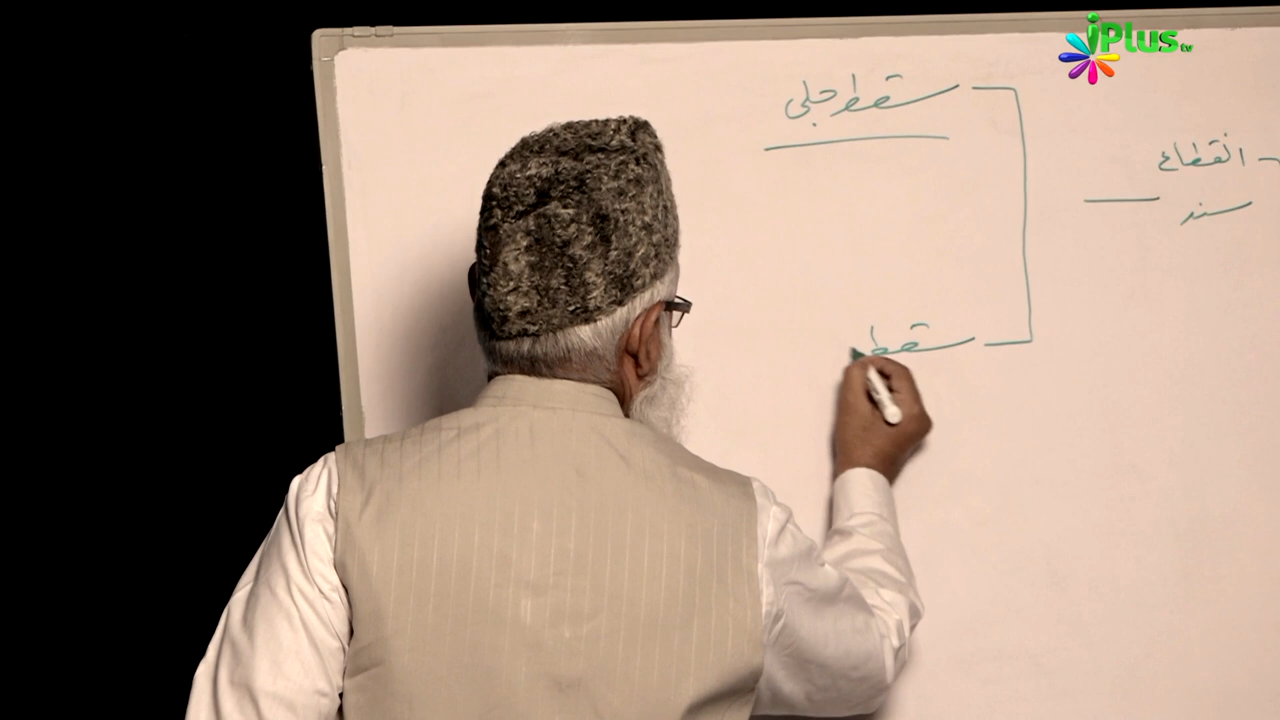 iPlus tv
سقط جلی
انقطاع
سند
سقط